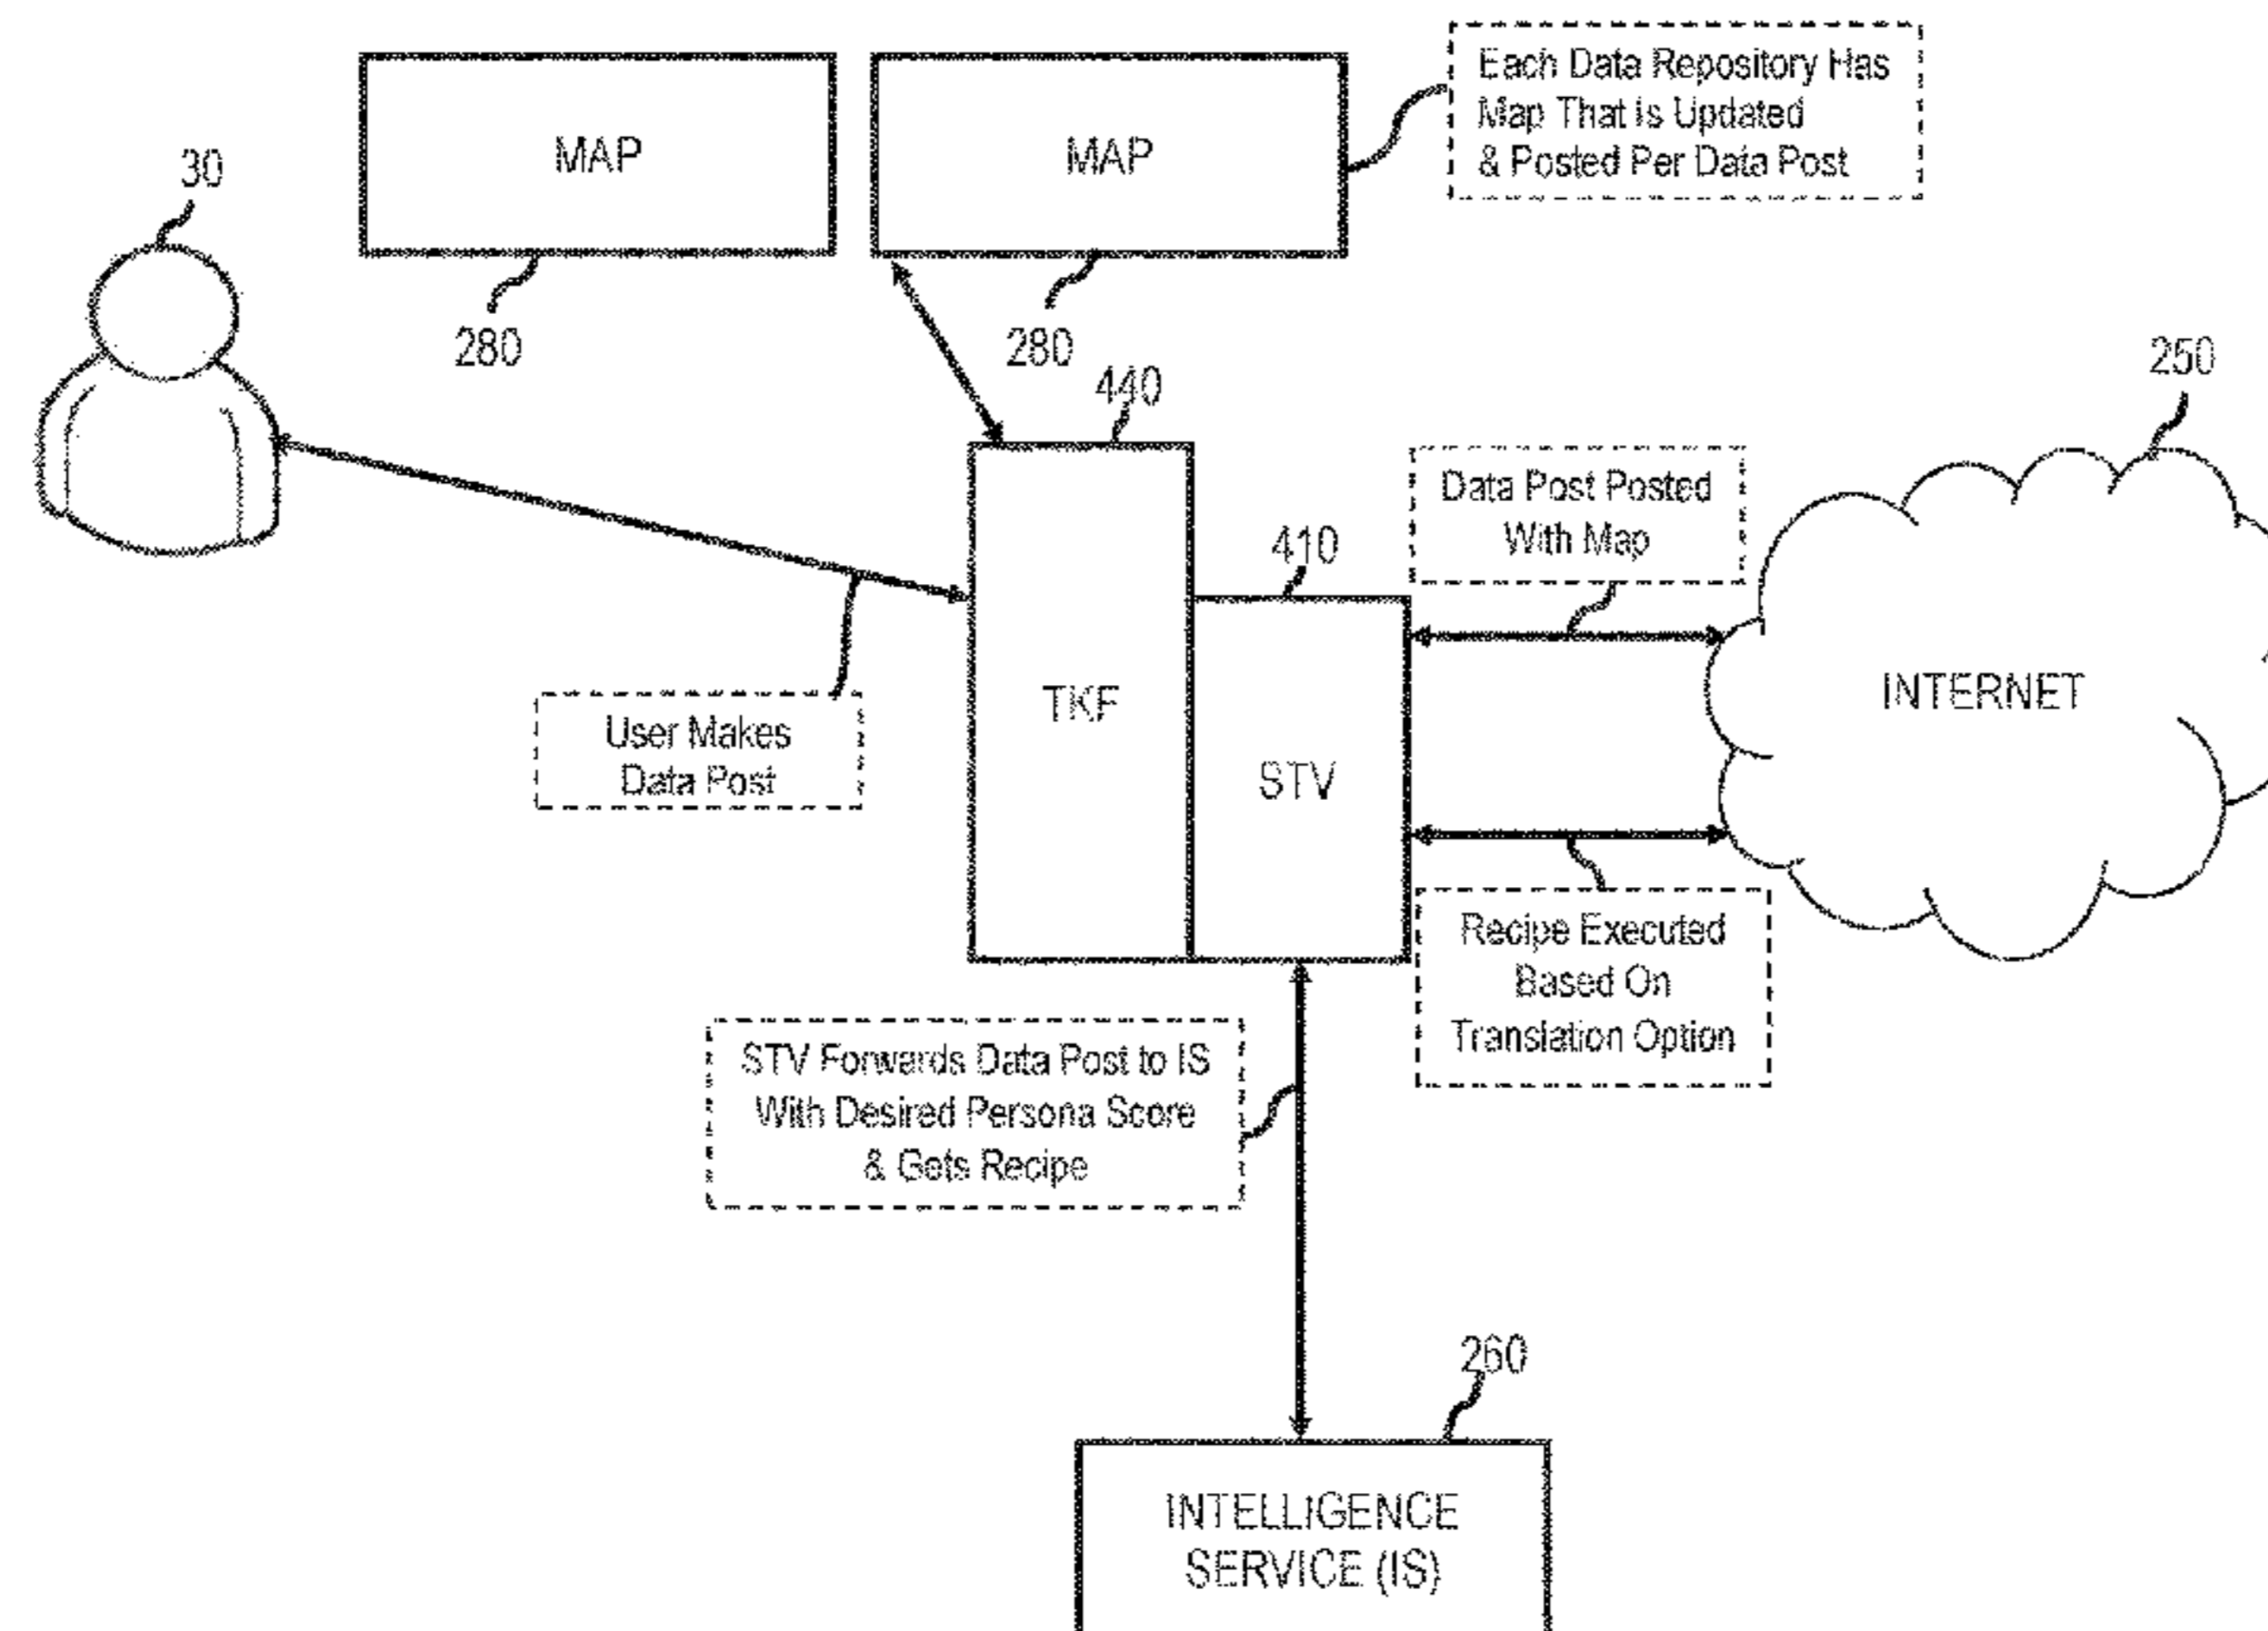 Each Data Repository Has
Map That is Updated
& Posted Per Data Post
MAP
MAP
30
280
280
440
250
Data Post Posted
With Map
410
INTERNET
TKF
User Makes
Data Post
STV
Recipe Executed
Based On
Translation Option
STV Forwards Data Post to IS
With Desired Persona Score
& Gets Recipe
260
INTELLIGENCE
SERVICE (IS)